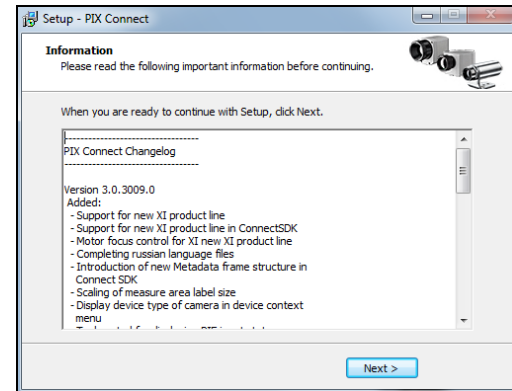 Setup - PIX Connect
Information
Please read the following important information before continuing.
When you are ready to continue with Setup, click Next.
----------------------------------
PIX Connect Changelog
----------------------------------
Version 3.0.3009.0
Added:
- Support for new XI product line
- Support for new XI product line in ConnectSDK
- Motor focus control for XI new XI product line
- Completing russian language files
- Introduction of new Metadata frame structure in
Connect SDK
- Scaling of measure area label size
- Display device type of camera in device context
menu
Next >